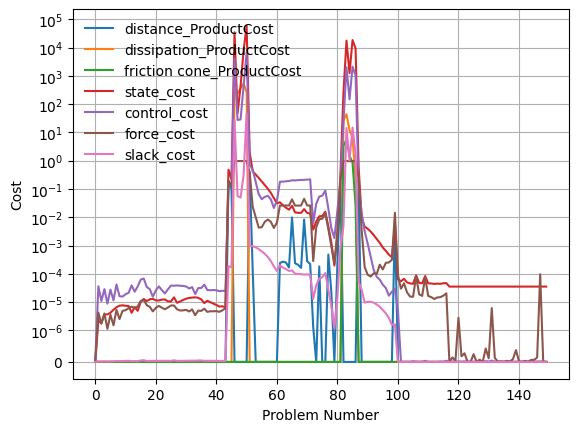 10^5
10^4
10^3
10^2
10^1
10^0
10^-1
10^-2
10^-3
10^-4
10^-5
10^-6
0
Cost
distance_ProductCost
dissipation_ProductCost
friction cone_ProductCost
state_cost
control_cost
force_cost
slack_cost
0 20 40 60 80 100 120 140
Problem Number